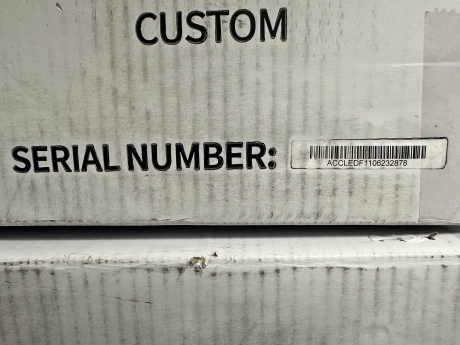 CUSTOM
SERIAL NUMBER:
ACCLEDF1106232878